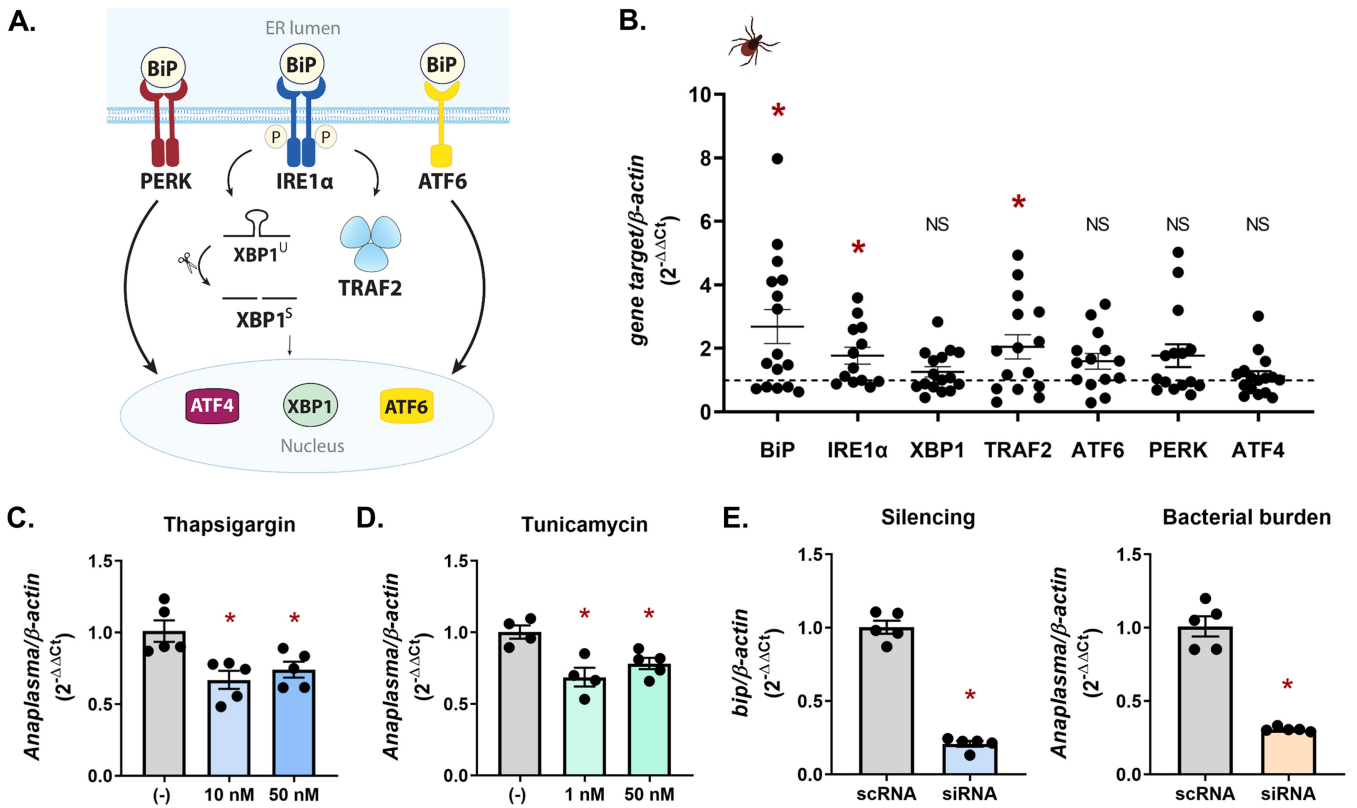 A.
ER lumen
BiP BiP BiP
P P
PERK IRE1α ATF6
XBP1U
TRAF2
XBP1S
ATF4 XBP1 ATF6
Nucleus
B.
gene target/β-actin
(2-ΔΔCt)
10
8
6
4
2
0
* * NS * NS NS NS
BiP IRE1α XBP1 TRAF2 ATF6 PERK ATF4
C.
Thapsigargin
Anaplasma/β-actin
(2-ΔΔCt)
1.5
1.0
0.5
0.0
* *
(-) 10 nM 50 nM
D.
Tunicamycin
Anaplasma/β-actin
(2-ΔΔCt)
1.5
1.0
0.5
0.0
* *
(-) 1 nM 50 nM
E.
Silencing
bip/β-actin
(2-ΔΔCt)
1.5
1.0
0.5
0.0
*
scRNA siRNA
Bacterial burden
Anaplasma/β-actin
(2-ΔΔCt)
1.5
1.0
0.5
0.0
*
scRNA siRNA